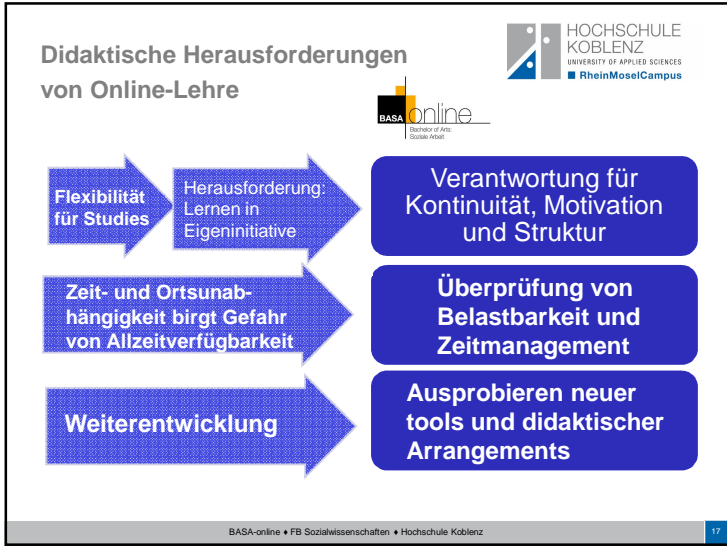 Didaktische Herausforderungen
von Online-Lehre
HOCHSCHULE
KOBLENZ
UNIVERSITY OF APPLIED SCIENCES
RheinMoselCampus
BASA online
Bachelor of Arts:
Soziale Arbeit
Flexibilität
für Studies
Herausforderung:
Lernen in
Eigeninitiative
Verantwortung für
Kontinuität, Motivation
und Struktur
Zeit- und Ortsunab-
hängigkeit birgt Gefahr
von Allzeitverfügbarkeit
Überprüfung von
Belastbarkeit und
Zeitmanagement
Weiterentwicklung
Ausprobieren neuer
tools und didaktischer
Arrangements
BASA-online ♦ FB Sozialwissenschaften ♦ Hochschule Koblenz
17